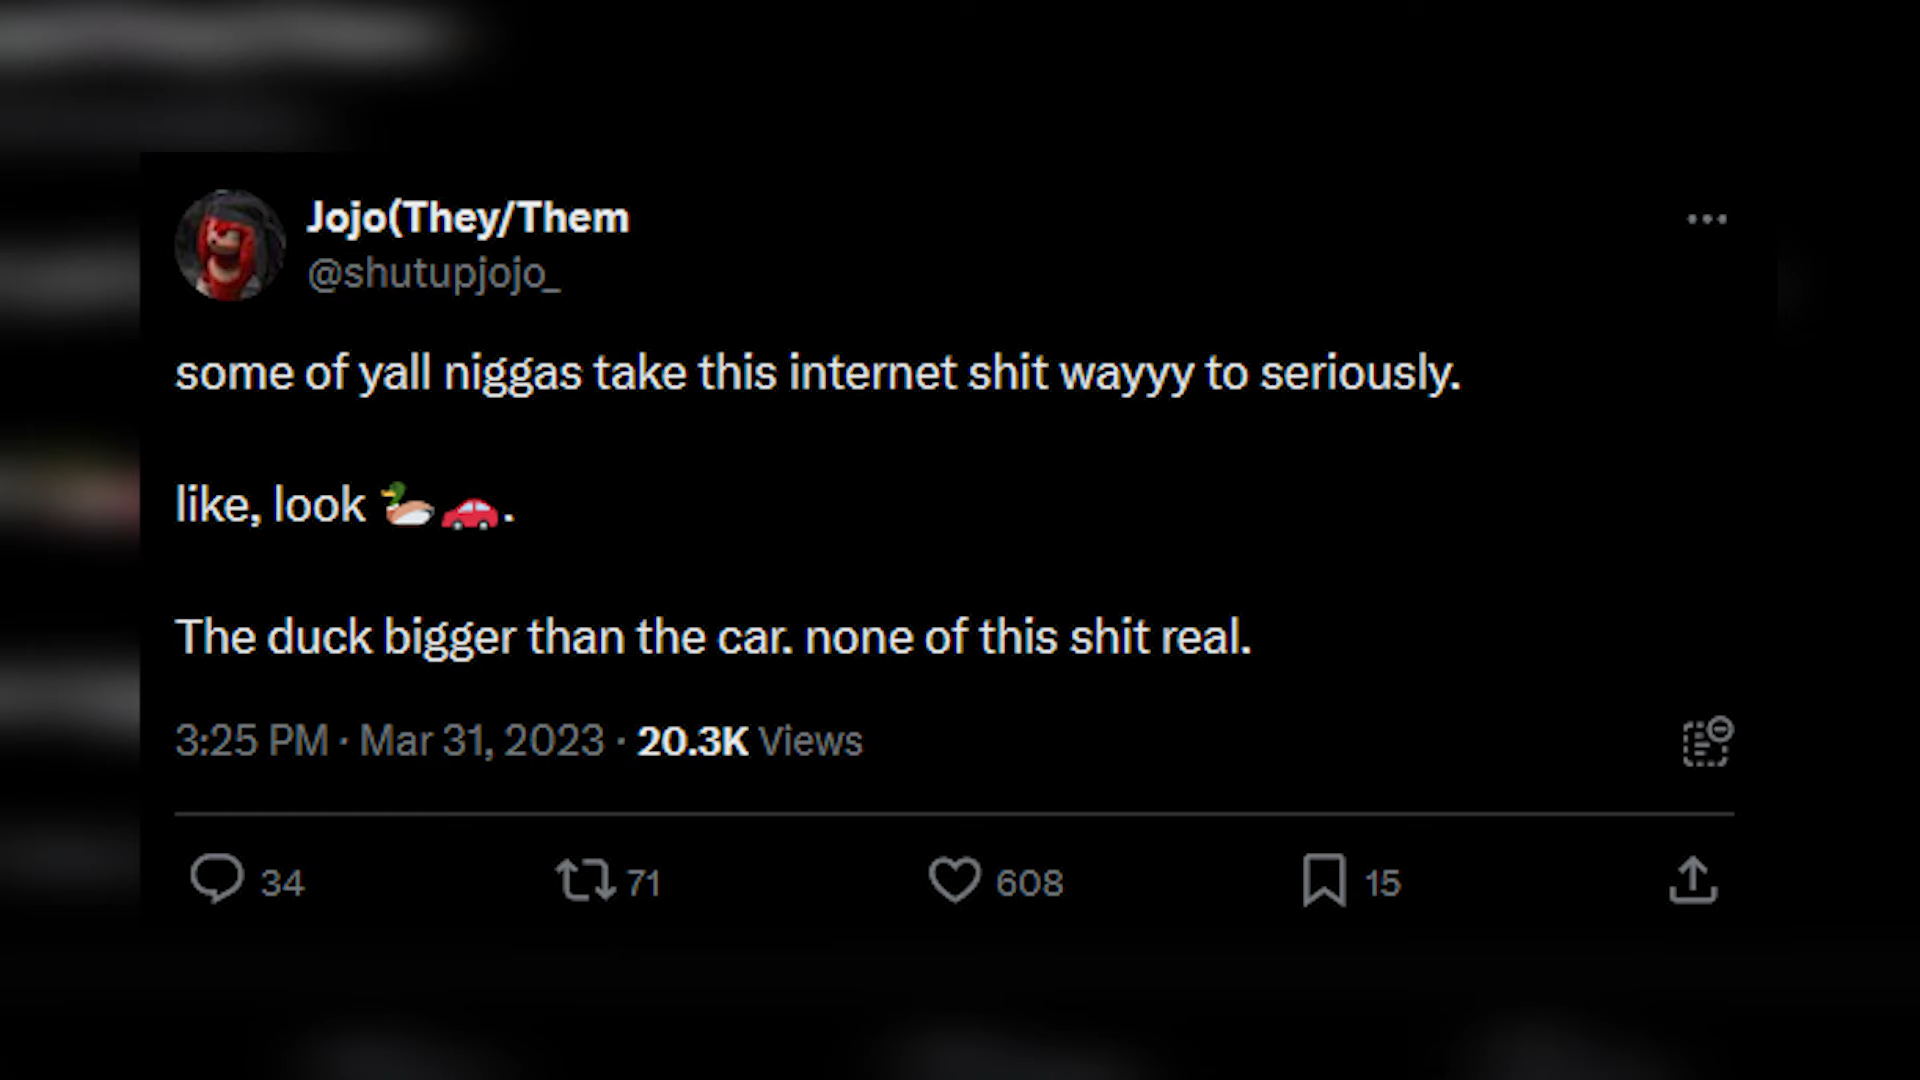 Jojo(They/Them
@shutupjojo_
some of yall niggas take this internet shit wayyy to seriously.
like, look 🦆🚗.
The duck bigger than the car. none of this shit real.
3:25 PM · Mar 31, 2023 · 20.3K Views
34 71 608 15